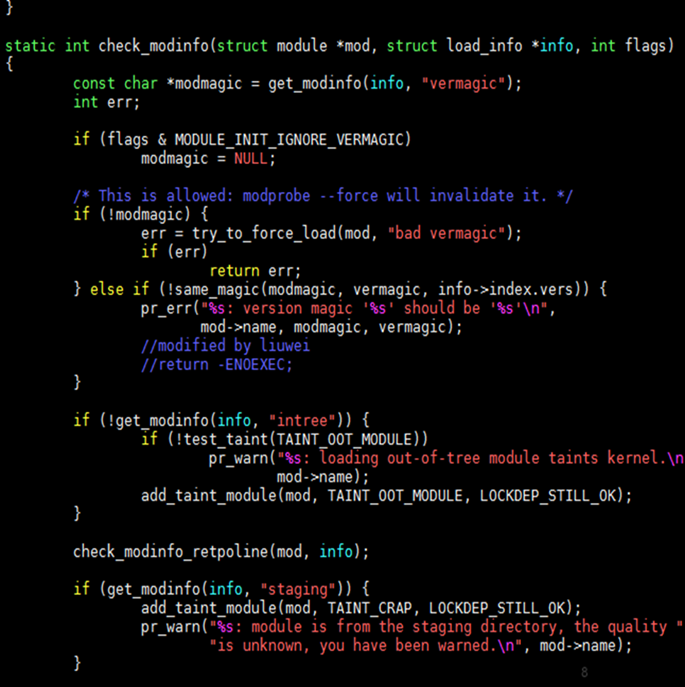 }
static int check_modinfo(struct module *mod, struct load_info *info, int flags)
{
        const char *modmagic = get_modinfo(info, "vermagic");
        int err;

        if (flags & MODULE_INIT_IGNORE_VERMAGIC)
                modmagic = NULL;

        /* This is allowed: modprobe --force will invalidate it. */
        if (!modmagic) {
                err = try_to_force_load(mod, "bad vermagic");
                if (err)
                        return err;
        } else if (!same_magic(modmagic, vermagic, info->index.vers)) {
                pr_err("%s: version magic '%s' should be '%s'\n",
                       mod->name, modmagic, vermagic);
                //modified by liuwei
                //return -ENOEXEC;
        }

        if (!get_modinfo(info, "intree")) {
                if (!test_taint(TAINT_OOT_MODULE))
                        pr_warn("%s: loading out-of-tree module taints kernel.\n
                                mod->name);
                add_taint_module(mod, TAINT_OOT_MODULE, LOCKDEP_STILL_OK);
        }

        check_modinfo_retpoline(mod, info);

        if (get_modinfo(info, "staging")) {
                add_taint_module(mod, TAINT_CRAP, LOCKDEP_STILL_OK);
                pr_warn("%s: module is from the staging directory, the quality "
                        "is unknown, you have been warned.\n", mod->name);
        }
8